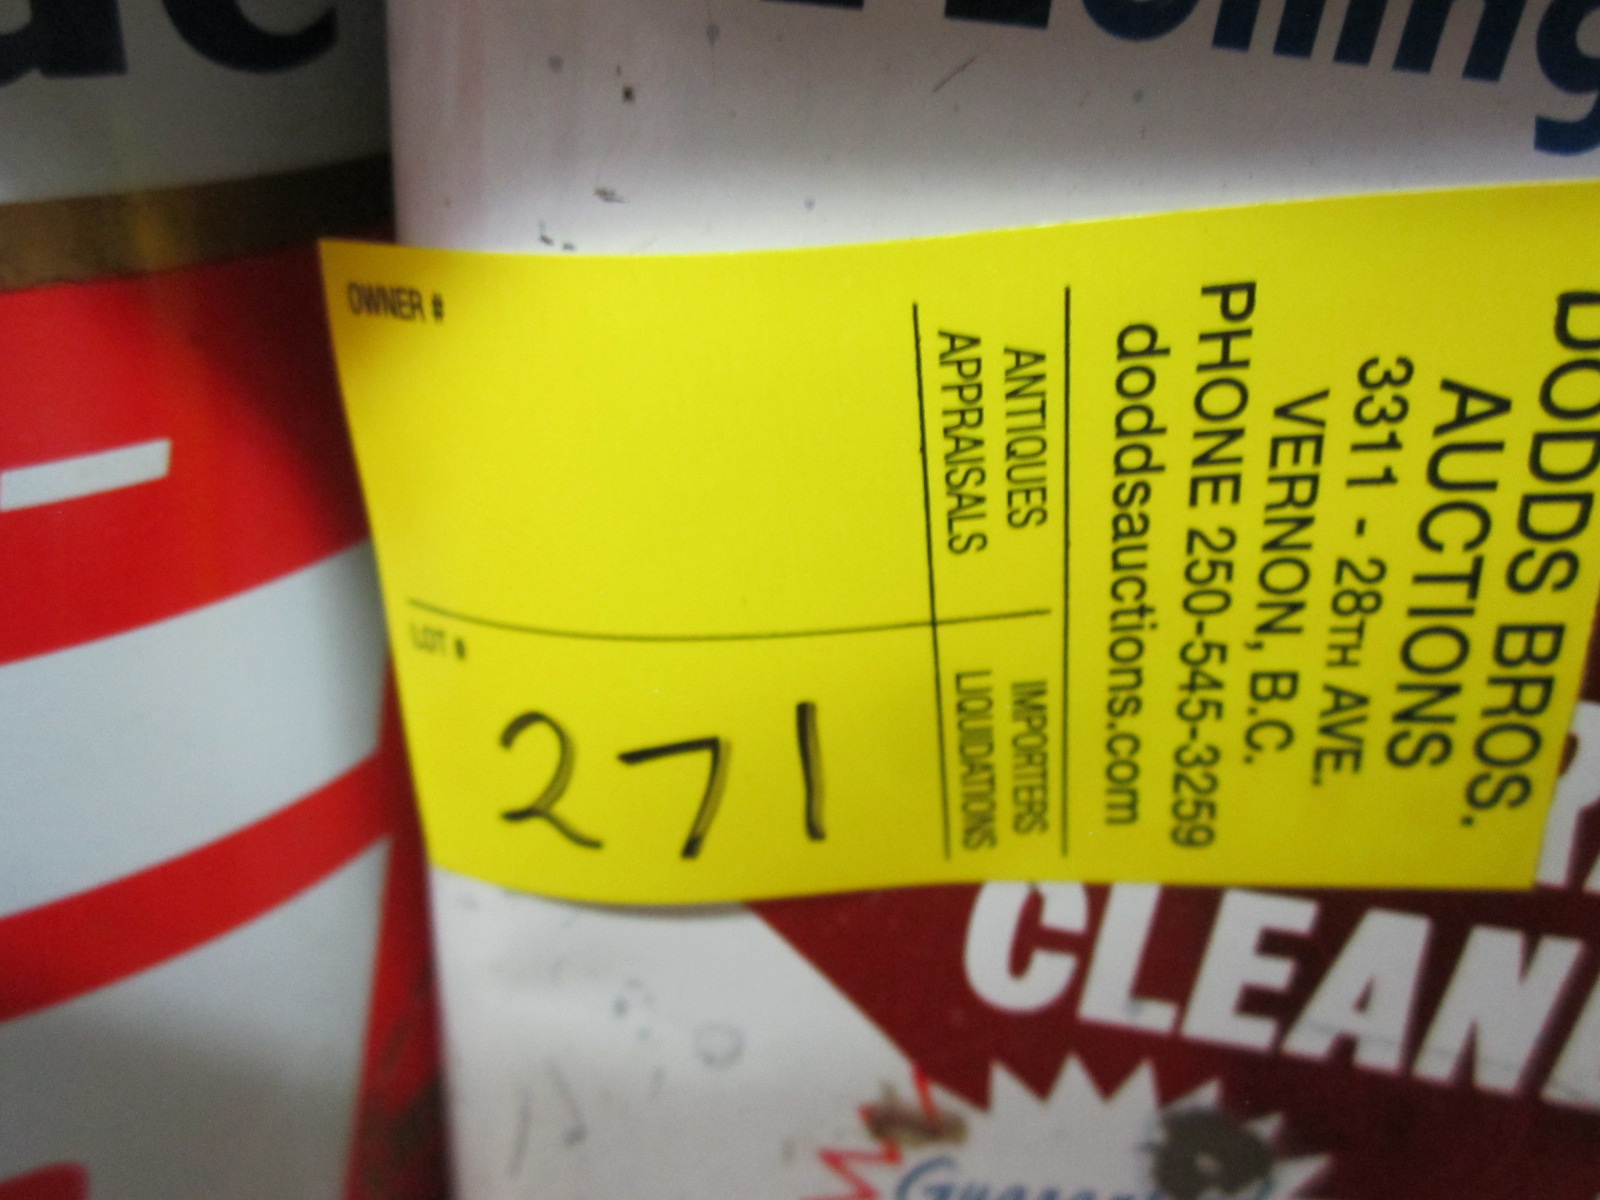 DODDS BROS.
AUCTIONS
3311 - 28TH AVE.
VERNON, B.C.
PHONE 250-545-3259
doddsauctions.com
ANTIQUES
APPRAISALS
IMPORTERS
LIQUIDATIONS
OWNER #
LOT #
271